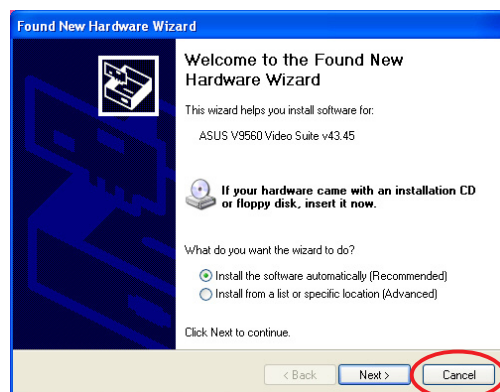 Found New Hardware Wizard
Welcome to the Found New
Hardware Wizard
This wizard helps you install software for:
ASUS V9560 Video Suite v43.45
If your hardware came with an installation CD
or floppy disk, insert it now.
What do you want the wizard to do?
Install the software automatically (Recommended)
Install from a list or specific location (Advanced)
Click Next to continue.
< Back Next > Cancel